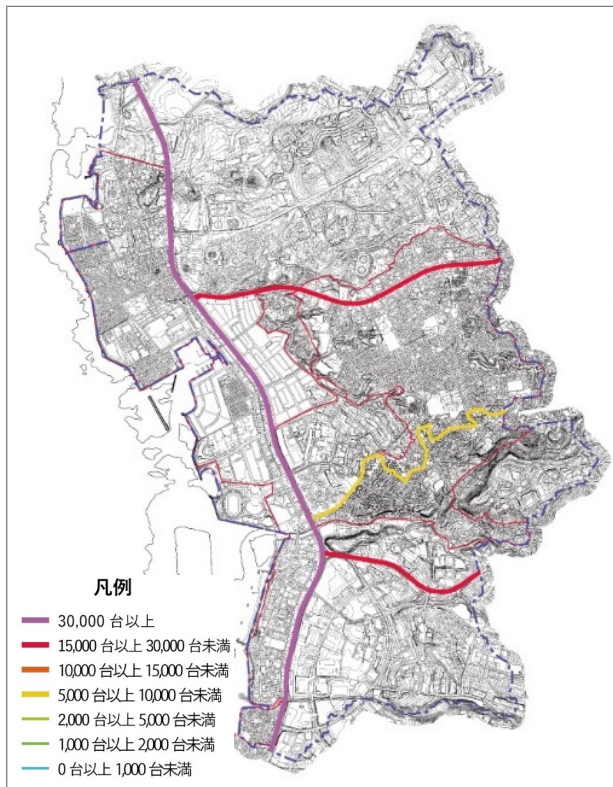 凡例
30,000 台以上
15,000 台以上 30,000 台未満
10,000 台以上 15,000 台未満
5,000 台以上 10,000 台未満
2,000 台以上 5,000 台未満
1,000 台以上 2,000 台未満
0 台以上 1,000 台未満